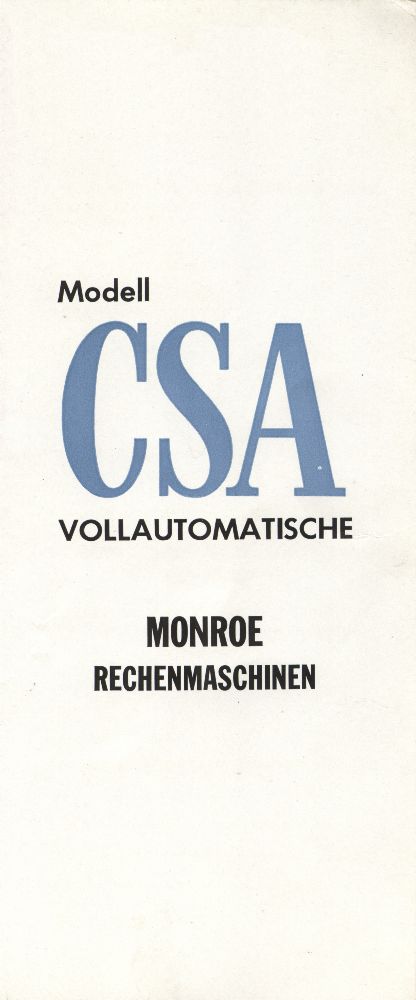 Modell
CSA
VOLLAUTOMATISCHE
MONROE
RECHENMASCHINEN